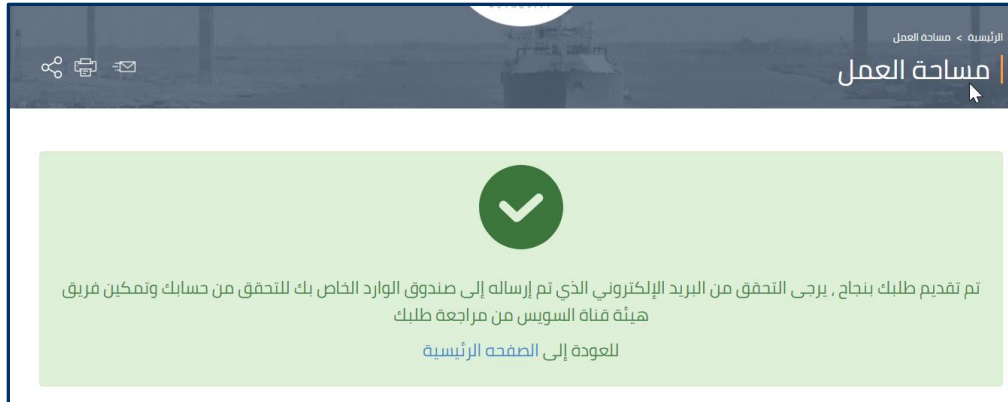 الرئيسية > مساحة العمل
مساحة العمل
تم تقديم طلبك بنجاح , يرجى التحقق من البريد الإلكتروني الذي تم إرساله إلى صندوق الوارد الخاص بك للتحقق من حسابك وتمكين فريق
هيئة قناة السويس من مراجعة طلبك
للعودة إلى الصفحه الرئيسية